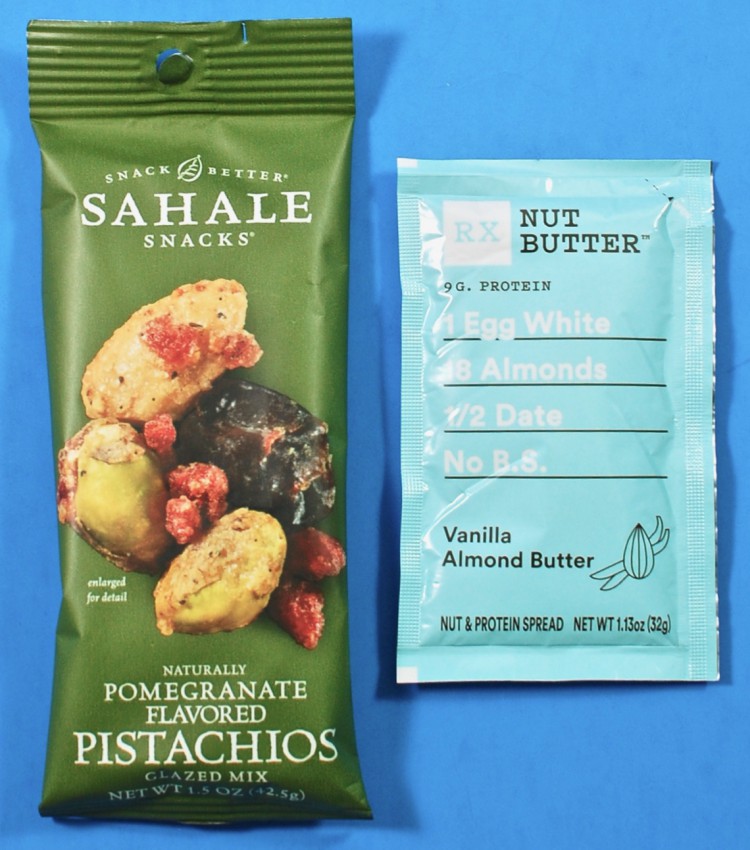 SNACK BETTER®
SAHALE
SNACKS®
enlarged
for detail
NATURALLY
POMEGRANATE
FLAVORED
PISTACHIOS
GLAZED MIX
NET WT 1.5 OZ (42.5g)
RX NUT
BUTTER™
9G. PROTEIN
1 Egg White
18 Almonds
1/2 Date
No B.S.
Vanilla
Almond Butter
NUT & PROTEIN SPREAD NET WT 1.13oz (32g)